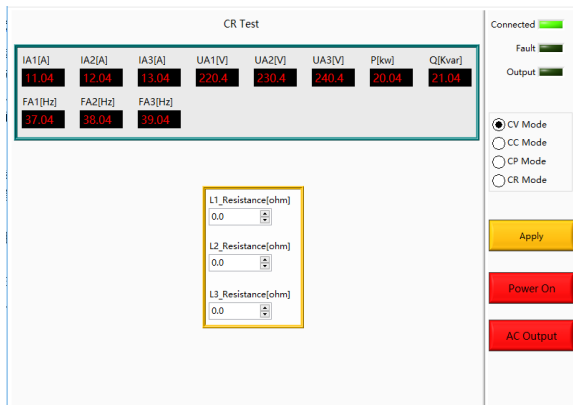 CR Test
Connected
Fault
Output
IA1[A] IA2[A] IA3[A] UA1[V] UA2[V] UA3[V] P[kw] Q[Kvar]
11.04 12.04 13.04 220.4 230.4 240.4 20.04 21.04
FA1[Hz] FA2[Hz] FA3[Hz]
37.04 38.04 39.04
CV Mode
CC Mode
CP Mode
CR Mode
L1_Resistance[ohm]
0.0
L2_Resistance[ohm]
0.0
L3_Resistance[ohm]
0.0
Apply
Power On
AC Output